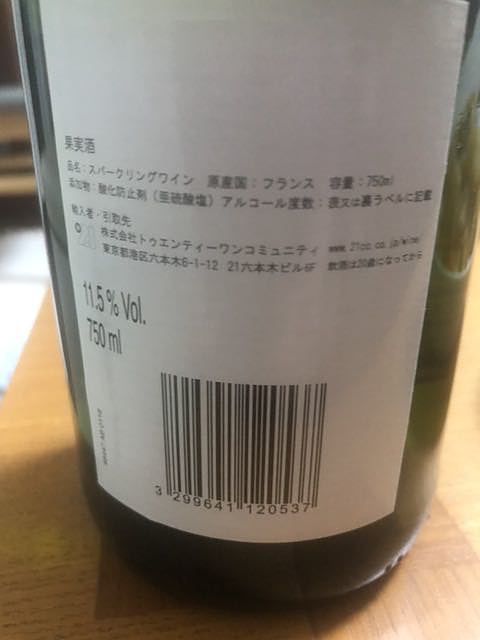 果実酒
品名：スパークリングワイン 原産国：フランス 容量：750ml
添加物：酸化防止剤（亜硫酸塩）アルコール度数：表又は裏ラベルに記載
輸入者・引取先
株式会社トゥエンティーワンコミュニティ www.21cc.co.jp/wine/
東京都港区六本木6-1-12 21六本木ビル4F 飲酒は20歳になってから
11.5% Vol.
750 ml
3 299641 120537